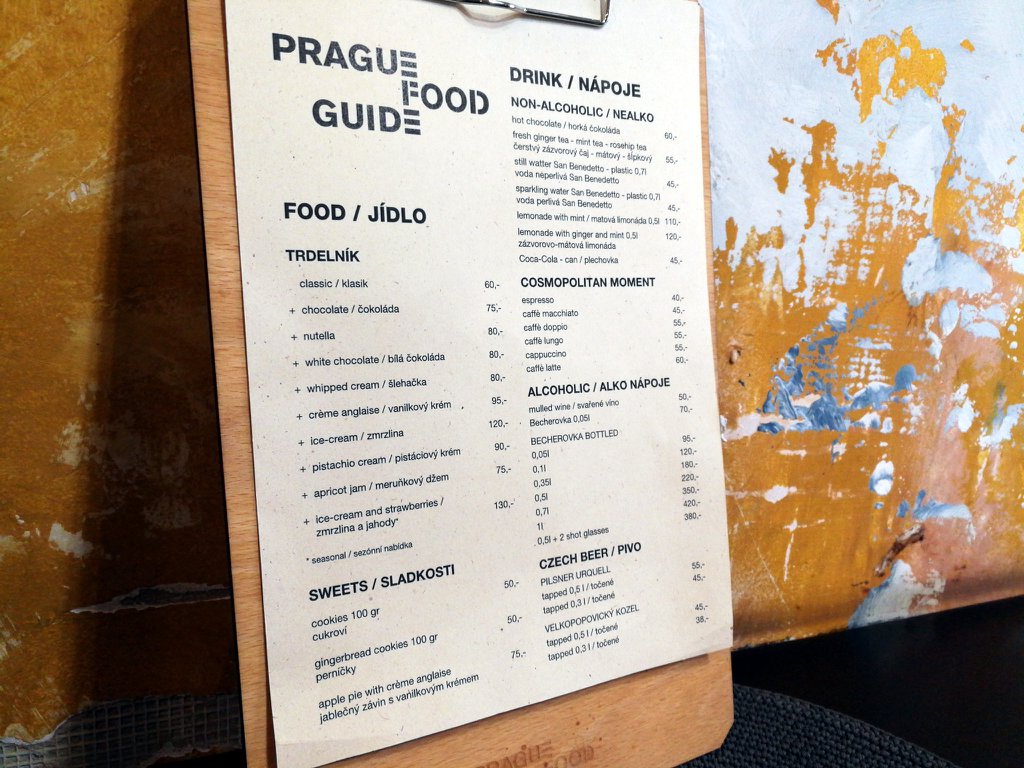 PRAGUE
FOOD
GUIDE
FOOD / JÍDLO
TRDELNÍK
classic / klasik 60,-
+ chocolate / čokoláda 75,-
+ nutella 80,-
+ white chocolate / bílá čokoláda 80,-
+ whipped cream / šlehačka 80,-
+ crème anglaise / vanilkový krém 95,-
+ ice-cream / zmrzlina 120,-
+ pistachio cream / pistáciový krém 90,-
+ apricot jam / meruňkový džem 75,-
+ ice-cream and strawberries / 130,-
zmrzlina a jahody*
* seasonal / sezónní nabídka
SWEETS / SLADKOSTI
cookies 100 gr 50,-
cukroví
gingerbread cookies 100 gr 50,-
perníčky
apple pie with crème anglaise 75,-
jablečný závin s vanilkovým krémem
DRINK / NÁPOJE
NON-ALCOHOLIC / NEALKO
hot chocolate / horká čokoláda 60,-
fresh ginger tea - mint tea - rosehip tea
čerstvý zázvorový čaj - mátový - šípkový 55,-
still watter San Benedetto - plastic 0,7l
voda neperlivá San Benedetto 45,-
sparkling water San Benedetto - plastic 0,7l
voda perlivá San Benedetto 45,-
lemonade with mint / matová limonáda 0,5l 110,-
lemonade with ginger and mint 0,5l 120,-
zázvorovo-mátová limonáda
Coca-Cola - can / plechovka 45,-
COSMOPOLITAN MOMENT
espresso 40,-
caffè macchiato 45,-
caffè doppio 55,-
caffè lungo 55,-
cappuccino 55,-
caffè latte 60,-
ALCOHOLIC / ALKO NÁPOJE
mulled wine / svařené víno 50,-
Becherovka 0,05l 70,-
BECHEROVKA BOTTLED
0,05l 95,-
0,1l 120,-
0,35l 180,-
0,5l 220,-
0,7l 350,-
1l 420,-
0,5l + 2 shot glasses 380,-
CZECH BEER / PIVO
PILSNER URQUELL
tapped 0,5 l / točené 55,-
tapped 0,3 l / točené 45,-
VELKOPOPOVICKÝ KOZEL
tapped 0,5 l / točené 45,-
tapped 0,3 l / točené 38,-
PRAGUE
FOOD